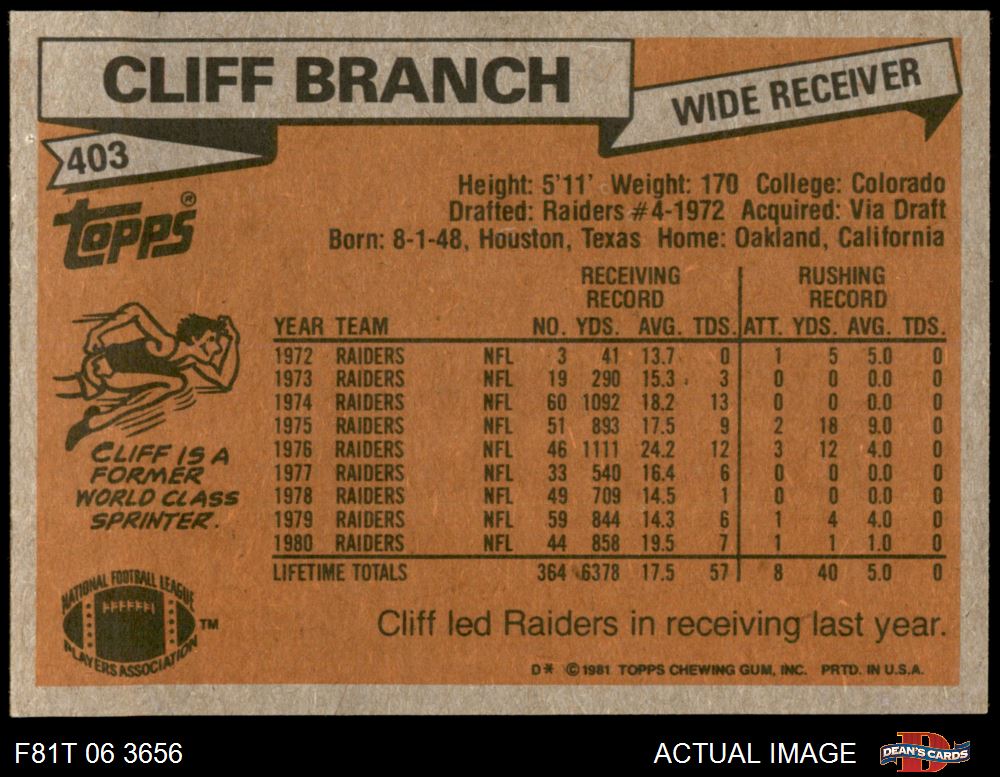 CLIFF BRANCH
WIDE RECEIVER
403
TOPPS®
Height: 5'11' Weight: 170 College: Colorado
Drafted: Raiders #4-1972 Acquired: Via Draft
Born: 8-1-48, Houston, Texas Home: Oakland, California
RECEIVING RECORD RUSHING RECORD
YEAR TEAM NO. YDS. AVG. TDS. ATT. YDS. AVG. TDS.
1972 RAIDERS NFL 3 41 13.7 0 1 5 5.0 0
1973 RAIDERS NFL 19 290 15.3 3 0 0 0.0 0
1974 RAIDERS NFL 60 1092 18.2 13 0 0 0.0 0
1975 RAIDERS NFL 51 893 17.5 9 2 18 9.0 0
1976 RAIDERS NFL 46 1111 24.2 12 3 12 4.0 0
1977 RAIDERS NFL 33 540 16.4 6 0 0 0.0 0
1978 RAIDERS NFL 49 709 14.5 1 0 0 0.0 0
1979 RAIDERS NFL 59 844 14.3 6 1 4 4.0 0
1980 RAIDERS NFL 44 858 19.5 7 1 1 1.0 0
LIFETIME TOTALS 364 6378 17.5 57 8 40 5.0 0
CLIFF IS A
FORMER
WORLD CLASS
SPRINTER.
NATIONAL FOOTBALL LEAGUE
PLAYERS ASSOCIATION
TM
Cliff led Raiders in receiving last year.
D* © 1981 TOPPS CHEWING GUM, INC. PRTD. IN U.S.A.
F81T 06 3656
ACTUAL IMAGE
DEAN'S CARDS